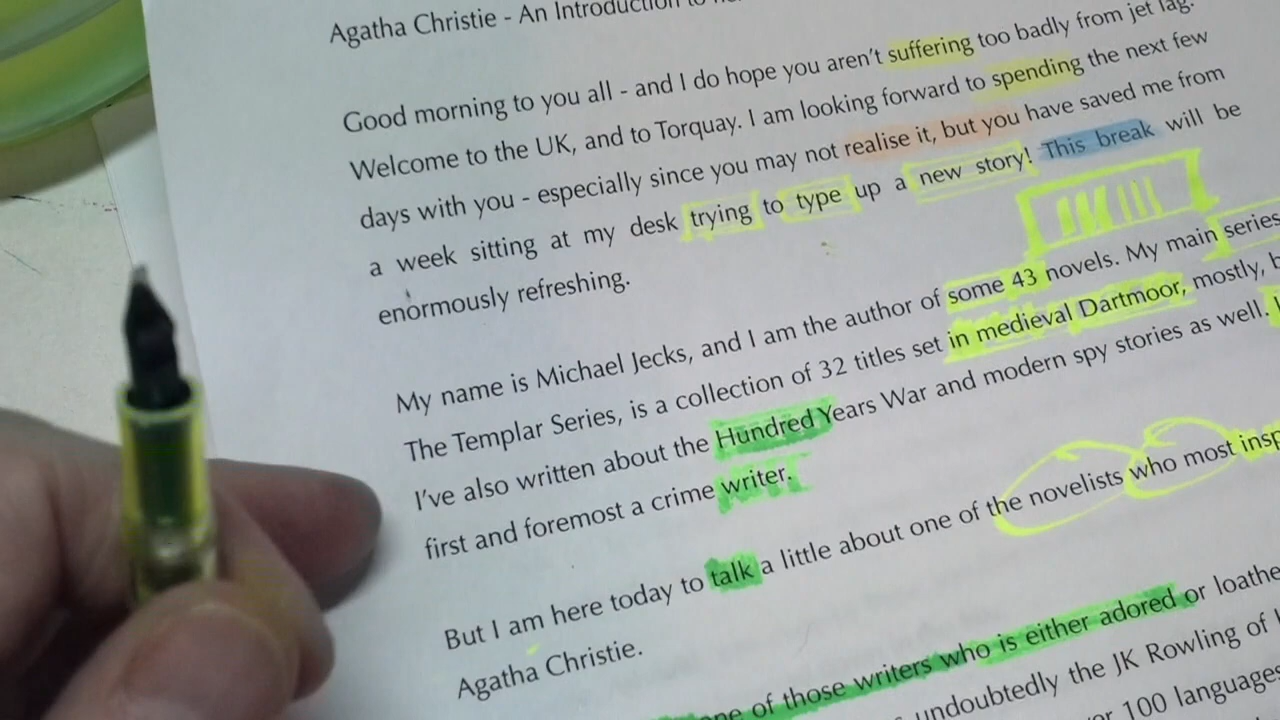 Agatha Christie - An Introduction to
Good morning to you all - and I do hope you aren't suffering too badly from jet lag.
Welcome to the UK, and to Torquay. I am looking forward to spending the next few
days with you - especially since you may not realise it, but you have saved me from
a week sitting at my desk trying to type up a new story! This break will be
enormously refreshing.
My name is Michael Jecks, and I am the author of some 43 novels. My main series
The Templar Series, is a collection of 32 titles set in medieval Dartmoor, mostly,
I've also written about the Hundred Years War and modern spy stories as well.
first and foremost a crime writer.
But I am here today to talk a little about one of the novelists who most
Agatha Christie.
of those writers who is either adored or
undoubtedly the JK Rowling of
100 languages